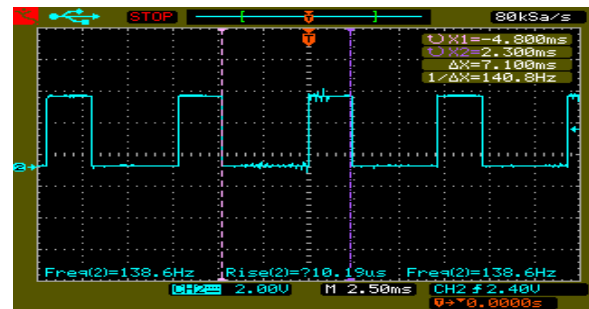 STOP 80kSa/s
T
X1=-4.800ms
X2=2.300ms
ΔX=7.100ms
1/ΔX=140.8Hz
2
Freq(2)=138.6Hz Rise(2)=?10.19us Freq(2)=138.6Hz
CH2 2.00V M 2.50ms CH2 2.40V
0.0000s